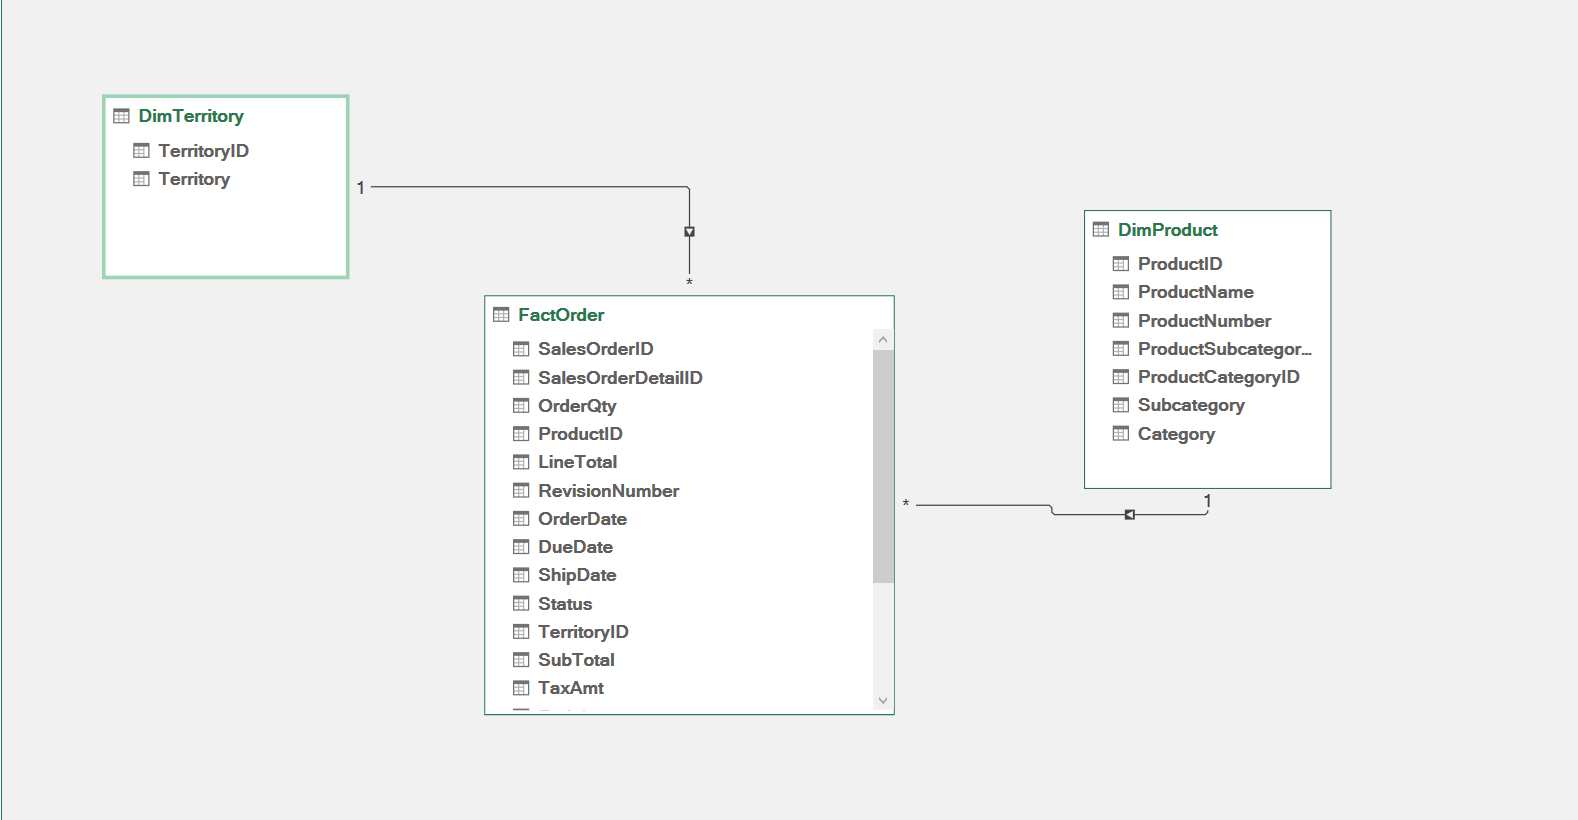 DimTerritory
TerritoryID
Territory
1
*
FactOrder
SalesOrderID
SalesOrderDetailID
OrderQty
ProductID
LineTotal
RevisionNumber
OrderDate
DueDate
ShipDate
Status
TerritoryID
SubTotal
TaxAmt
DimProduct
ProductID
ProductName
ProductNumber
ProductSubcategor...
ProductCategoryID
Subcategory
Category
1
*